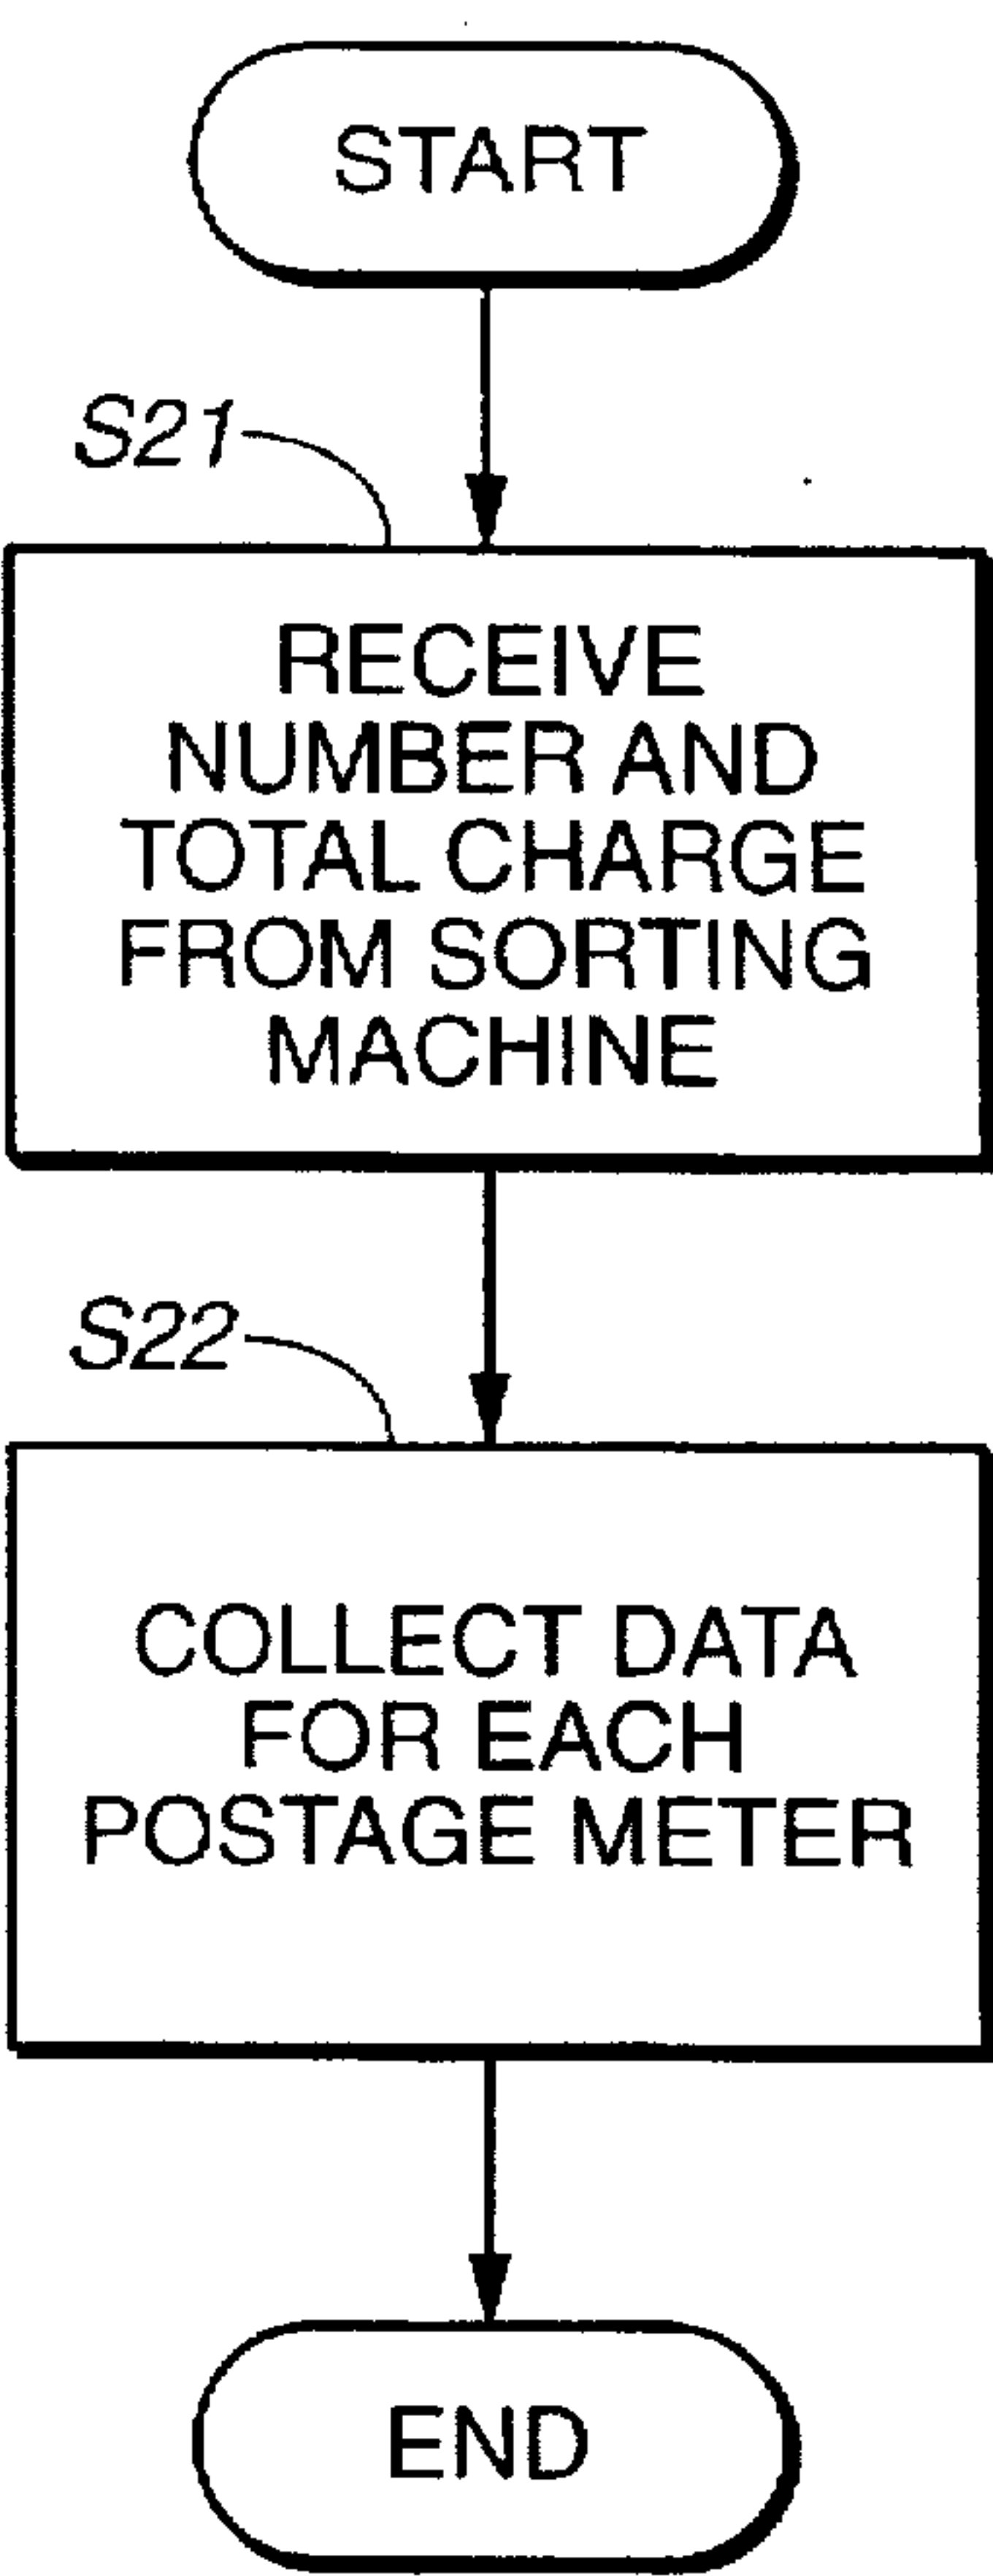 START
S21
RECEIVE
NUMBER AND
TOTAL CHARGE
FROM SORTING
MACHINE
S22
COLLECT DATA
FOR EACH
POSTAGE METER
END